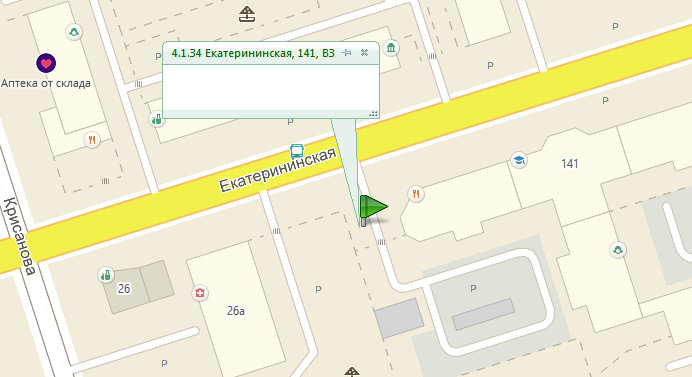 4.1.34 Екатерининская, 141, В3
Аптека от склада
P
P
P
P
Екатерининская
141
Крисанова
26
26а
P
P
P